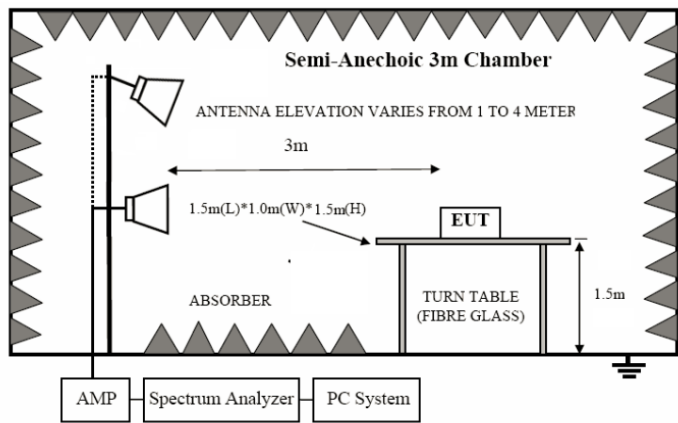 Semi-Anechoic 3m Chamber
ANTENNA ELEVATION VARIES FROM 1 TO 4 METER
3m
1.5m(L)*1.0m(W)*1.5m(H)
EUT
ABSORBER
TURN TABLE
(FIBRE GLASS)
1.5m
AMP
Spectrum Analyzer
PC System